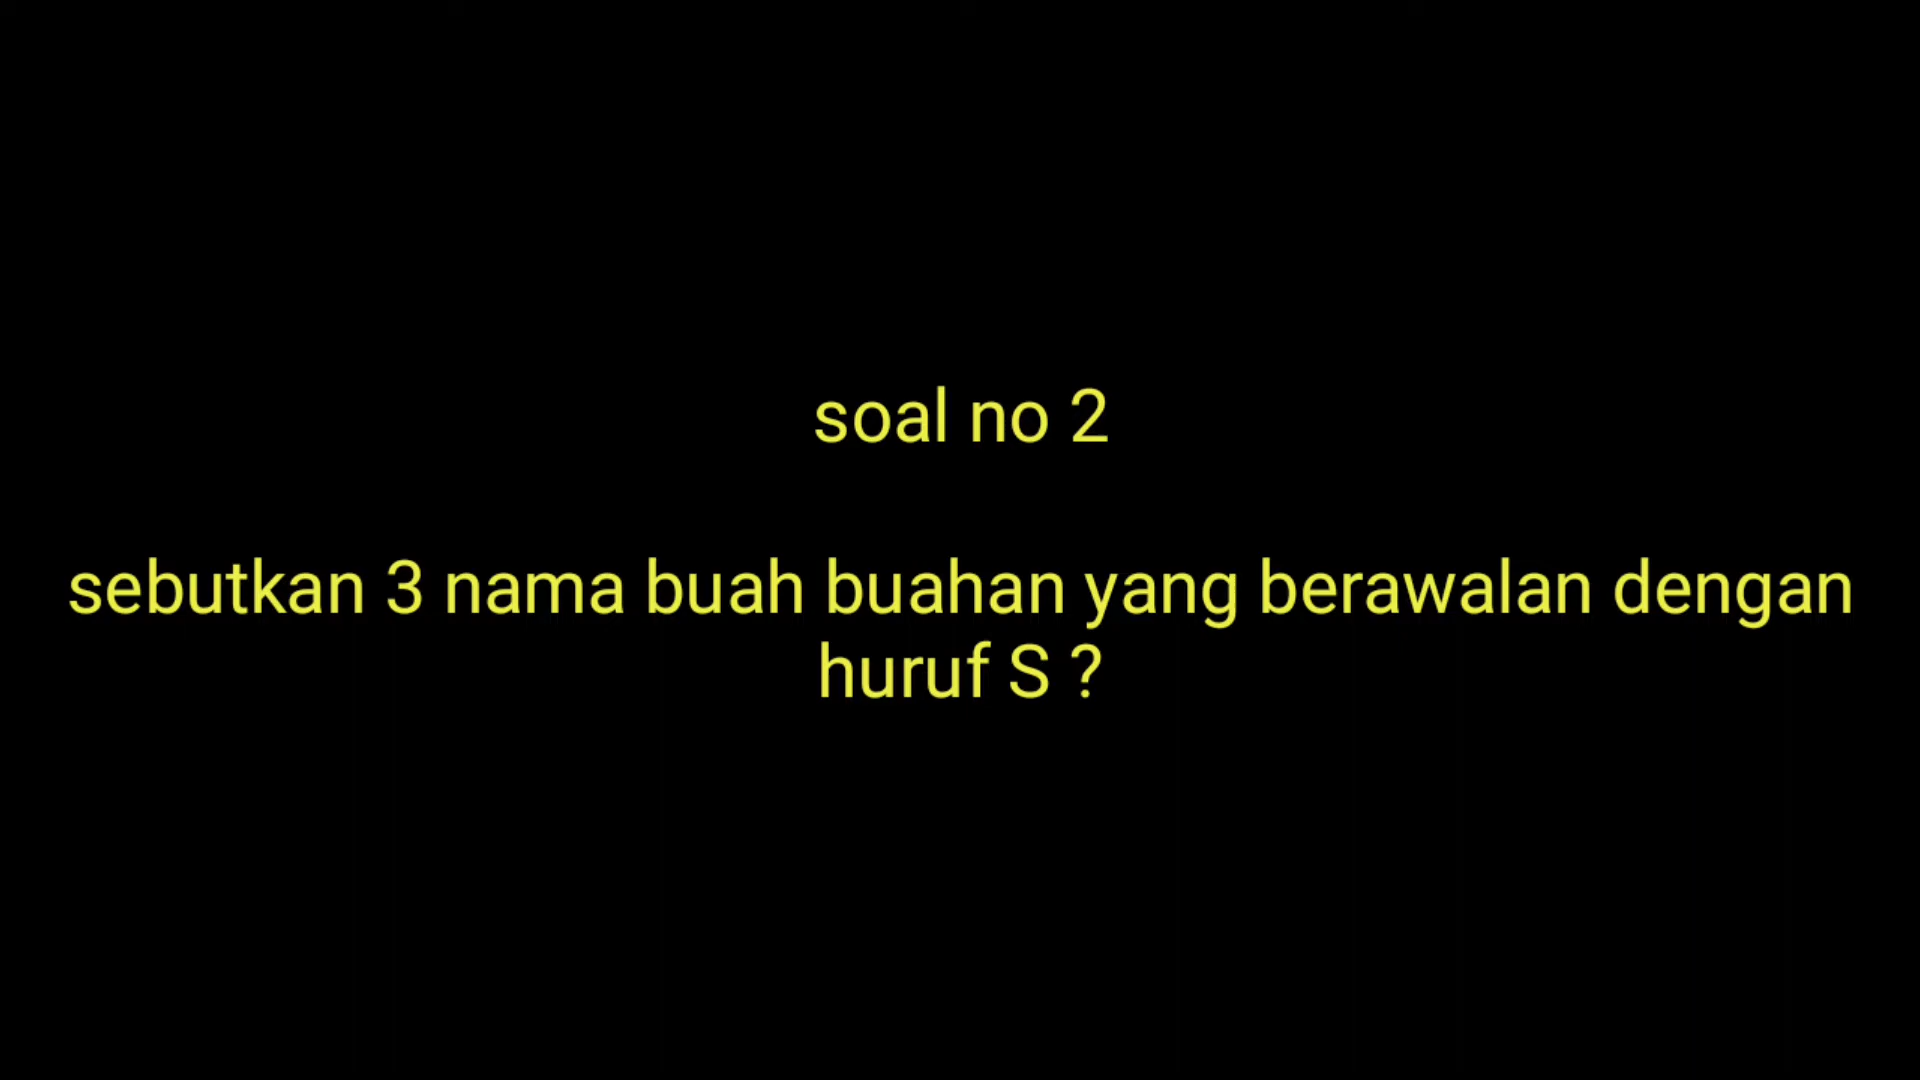 soal no 2
sebutkan 3 nama buah buahan yang berawalan dengan
huruf S ?